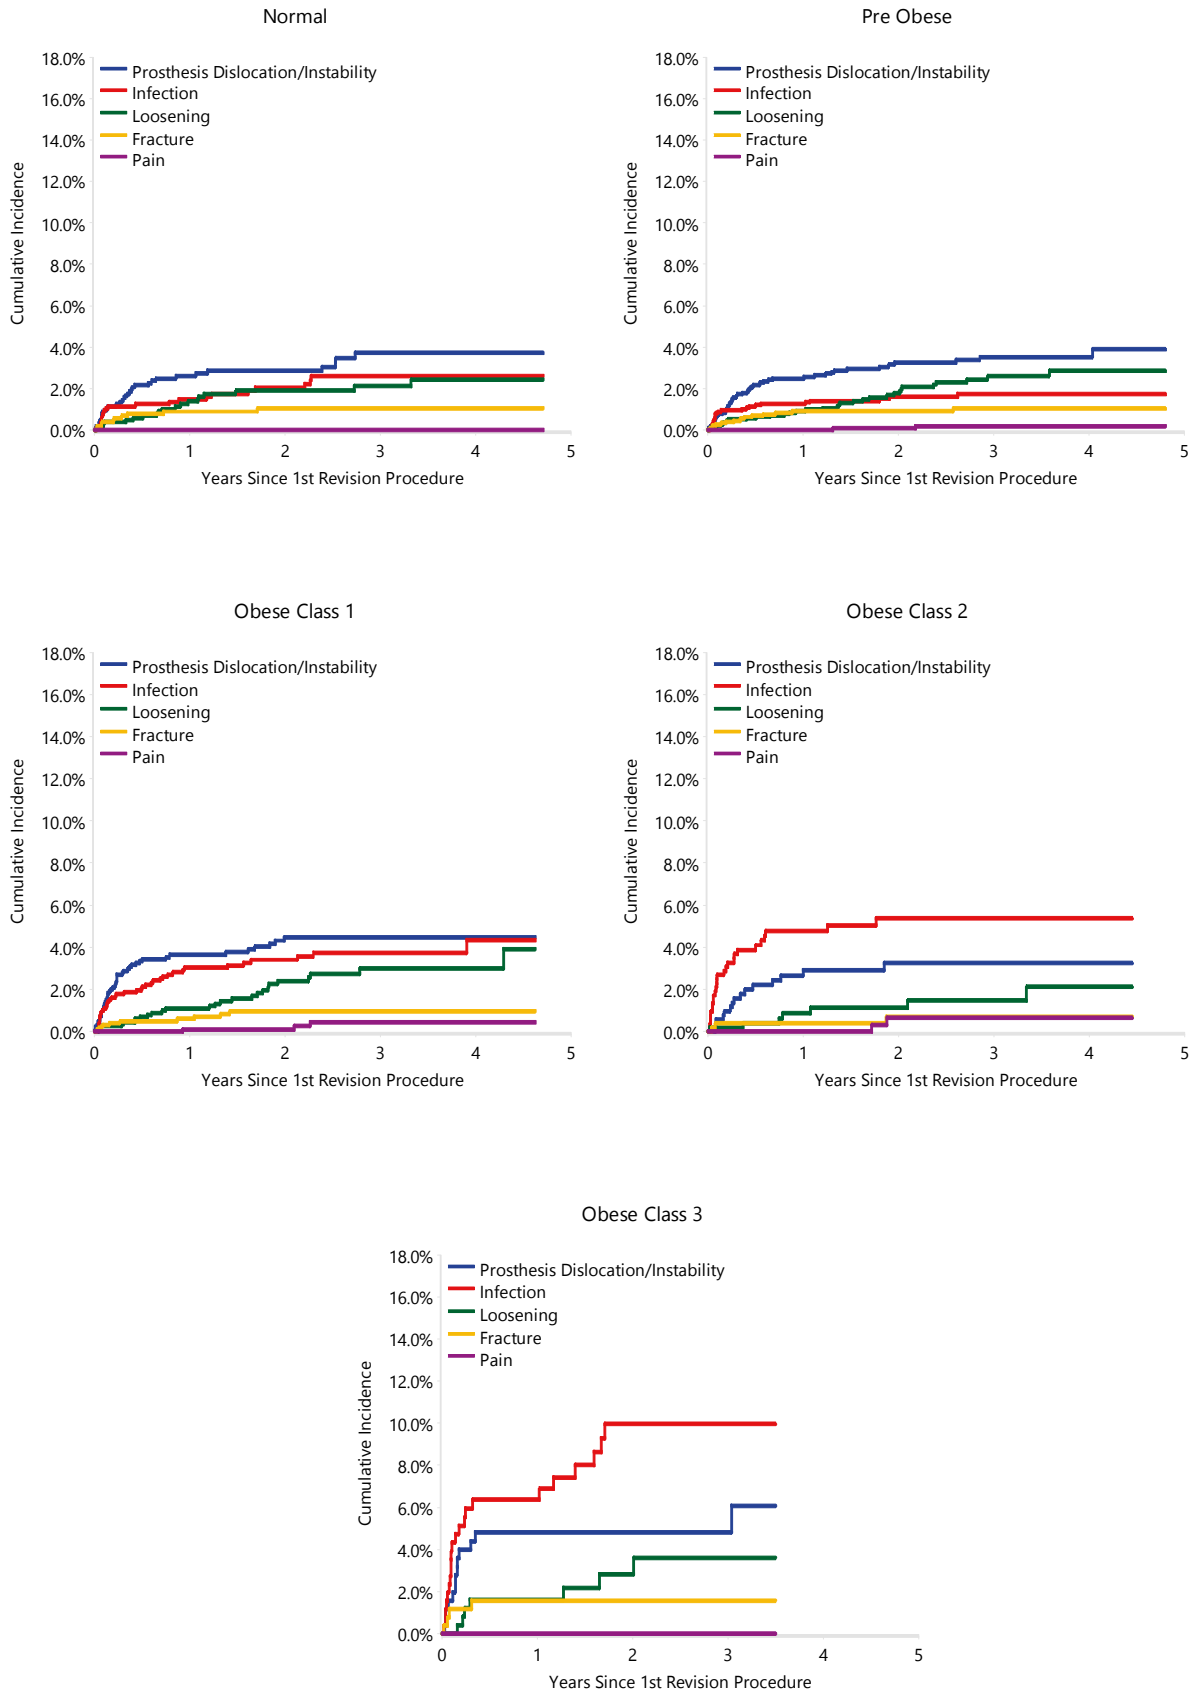 Normal
18.0%
16.0%
14.0%
12.0%
10.0%
8.0%
6.0%
4.0%
2.0%
0.0%
Cumulative Incidence
Prosthesis Dislocation/Instability
Infection
Loosening
Fracture
Pain
0 1 2 3 4 5
Years Since 1st Revision Procedure
Pre Obese
18.0%
16.0%
14.0%
12.0%
10.0%
8.0%
6.0%
4.0%
2.0%
0.0%
Cumulative Incidence
Prosthesis Dislocation/Instability
Infection
Loosening
Fracture
Pain
0 1 2 3 4 5
Years Since 1st Revision Procedure
Obese Class 1
18.0%
16.0%
14.0%
12.0%
10.0%
8.0%
6.0%
4.0%
2.0%
0.0%
Cumulative Incidence
Prosthesis Dislocation/Instability
Infection
Loosening
Fracture
Pain
0 1 2 3 4 5
Years Since 1st Revision Procedure
Obese Class 2
18.0%
16.0%
14.0%
12.0%
10.0%
8.0%
6.0%
4.0%
2.0%
0.0%
Cumulative Incidence
Prosthesis Dislocation/Instability
Infection
Loosening
Fracture
Pain
0 1 2 3 4 5
Years Since 1st Revision Procedure
Obese Class 3
18.0%
16.0%
14.0%
12.0%
10.0%
8.0%
6.0%
4.0%
2.0%
0.0%
Cumulative Incidence
Prosthesis Dislocation/Instability
Infection
Loosening
Fracture
Pain
0 1 2 3 4 5
Years Since 1st Revision Procedure